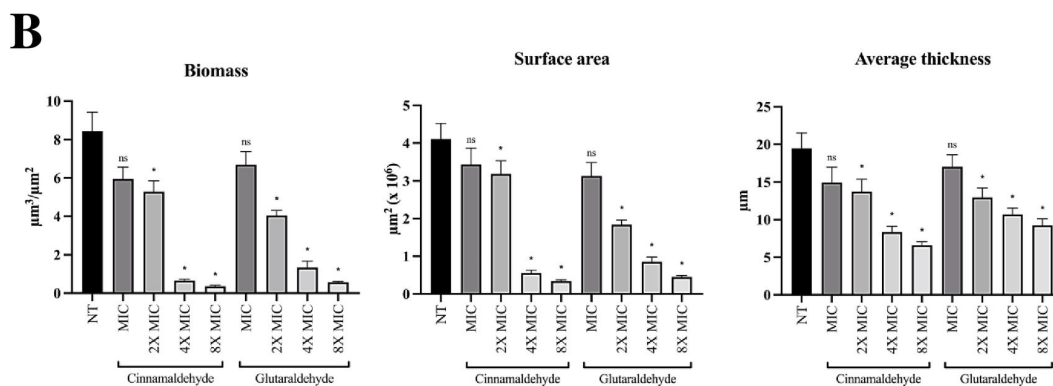 B
Biomass
μm³/μm²
10
8
6
4
2
0
ns
*
*
*
ns
*
*
*
NT
MIC
2X MIC
4X MIC
8X MIC
MIC
2X MIC
4X MIC
8X MIC
Cinnamaldehyde
Glutaraldehyde
Surface area
μm² (x 10⁶)
5
4
3
2
1
0
ns
*
*
*
ns
*
*
*
NT
MIC
2X MIC
4X MIC
8X MIC
MIC
2X MIC
4X MIC
8X MIC
Cinnamaldehyde
Glutaraldehyde
Average thickness
μm
25
20
15
10
5
0
ns
*
*
*
ns
*
*
*
NT
MIC
2X MIC
4X MIC
8X MIC
MIC
2X MIC
4X MIC
8X MIC
Cinnamaldehyde
Glutaraldehyde